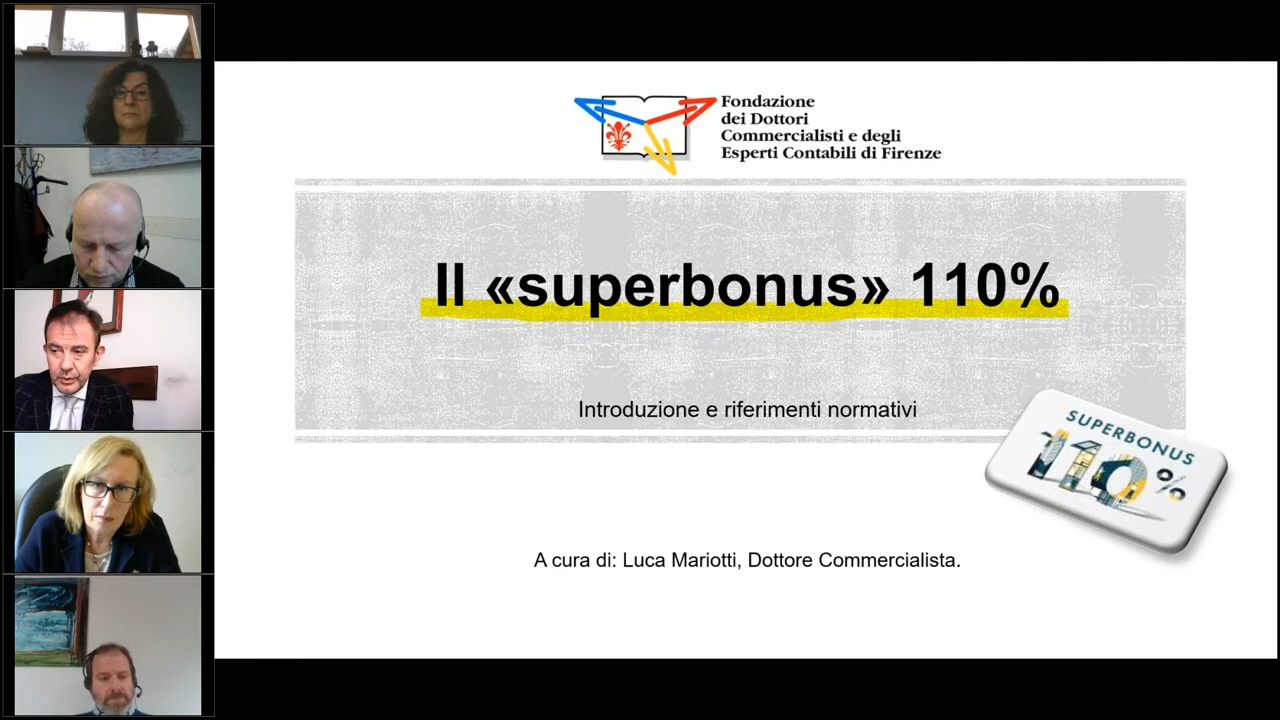 Fondazione
dei Dottori
Commercialisti e degli
Esperti Contabili di Firenze
Il «superbonus» 110%
Introduzione e riferimenti normativi
SUPERBONUS
110%
A cura di: Luca Mariotti, Dottore Commercialista.